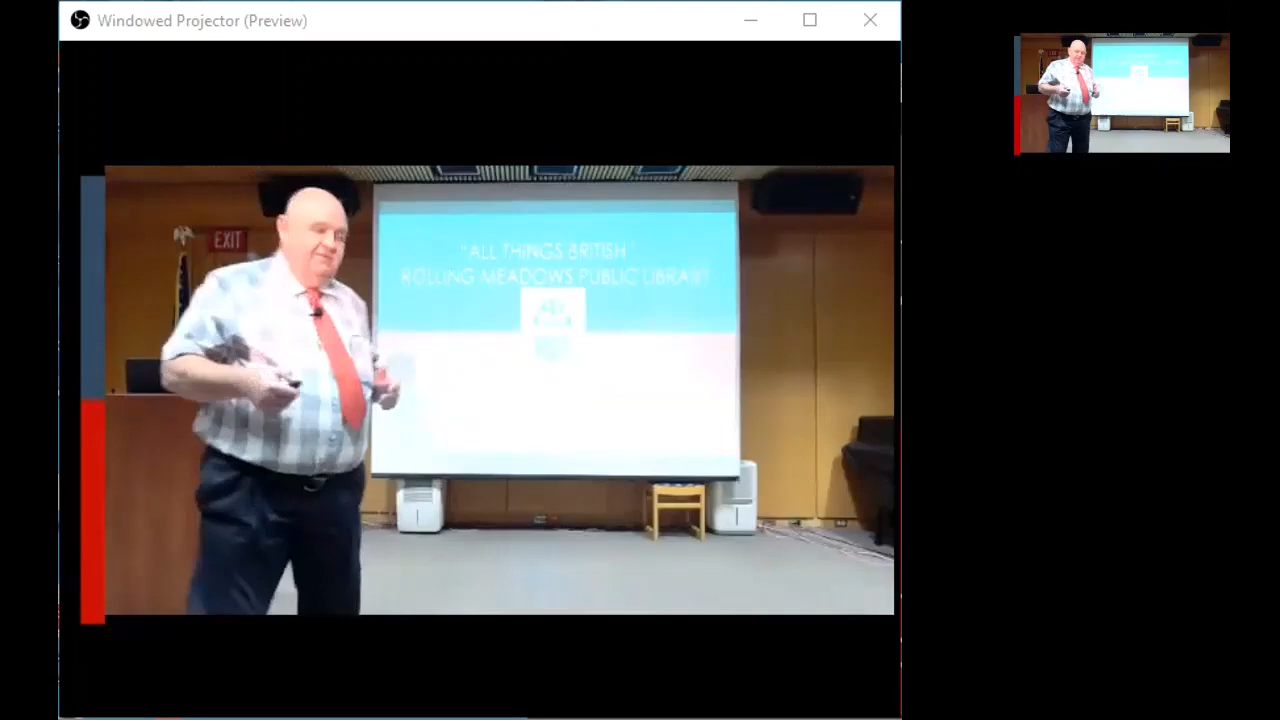 Windowed Projector (Preview)
EXIT
"ALL THINGS BRITISH"
ROLLING MEADOWS PUBLIC LIBRARY